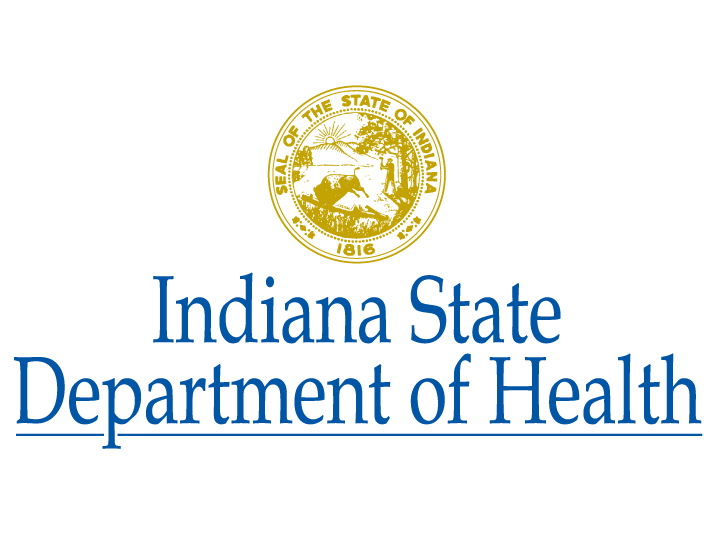 SEAL OF THE STATE OF INDIANA
1816
Indiana State
Department of Health